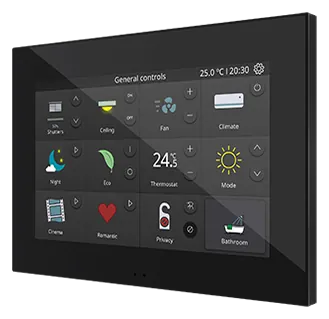 General controls
25.0 °C | 20:30
Shutters
ON
Ceiling
OFF
Fan
Climate
Night
Eco
24.5
Thermostat
Mode
Cinema
Romantic
Privacy
Bathroom